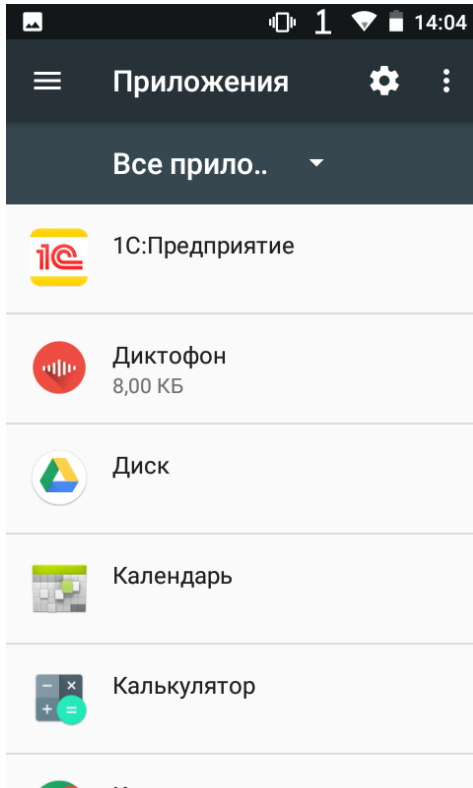 1 14:04
Приложения
Все прило..
1С:Предприятие
Диктофон
8,00 КБ
Диск
Календарь
Калькулятор